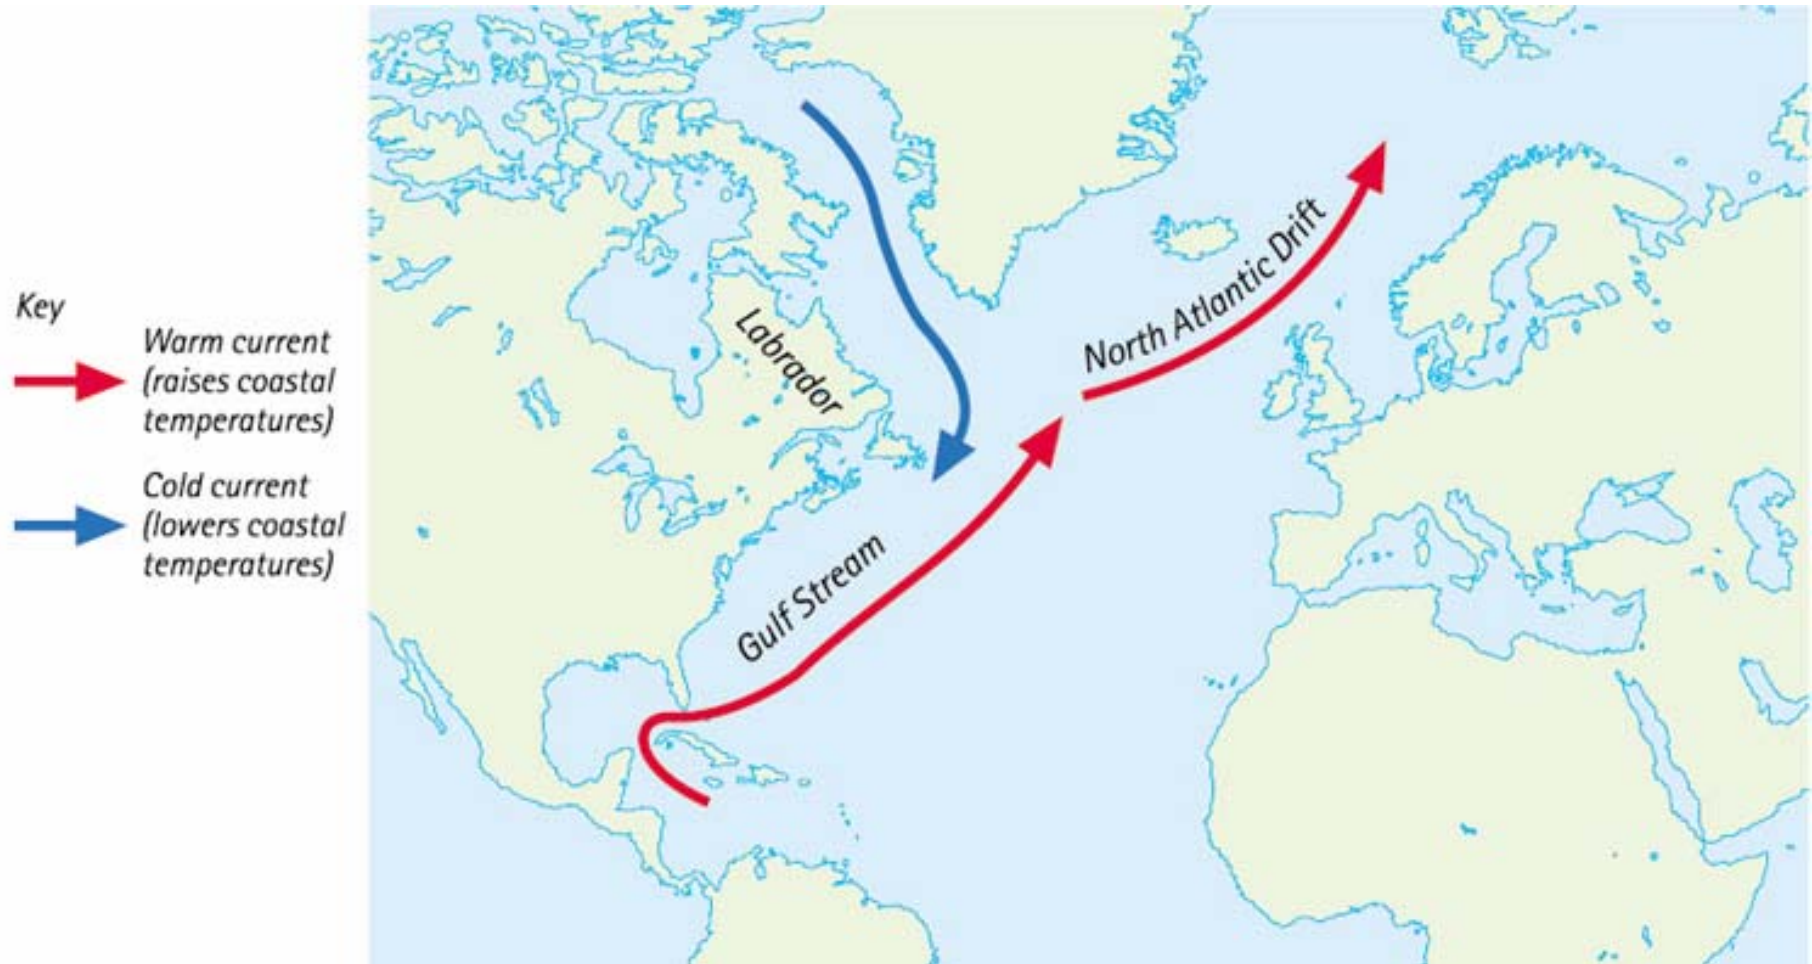 Key
Warm current
(raises coastal
temperatures)
Cold current
(lowers coastal
temperatures)
Labrador
North Atlantic Drift
Gulf Stream